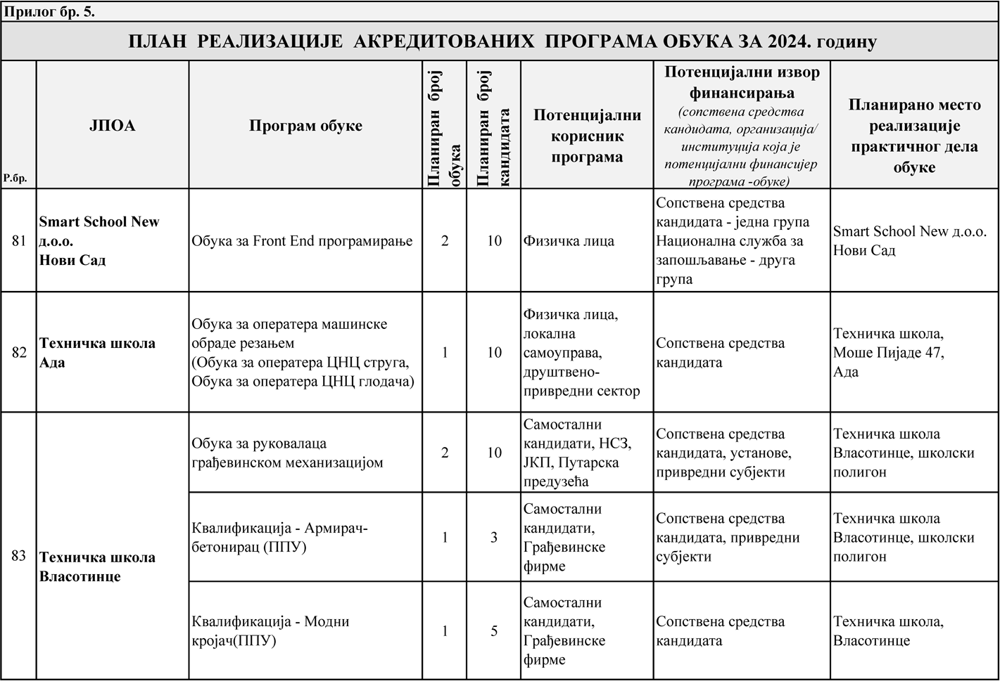 Прилог бр. 5.
ПЛАН РЕАЛИЗАЦИЈЕ АКРЕДИТОВАНИХ ПРОГРАМА ОБУКА ЗА 2024. годину
Р.бр.
ЈПОА
Програм обуке
Планиран број
обука
Планиран број
кандидата
Потенцијални
корисник
програма
Потенцијални извор
финансирања
(сопствена средства
кандидата, организација/
институција која је
потенцијални финансијер
програма -обуке)
Планирано место
реализације
практичног дела
обуке
81
Smart School New
д.о.о.
Нови Сад
Обука за Front End програмирање
2
10
Физичка лица
Сопствена средства
кандидата - једна група
Национална служба за
запошљавање - друга
група
Smart School New д.о.о.
Нови Сад
82
Техничка школа
Ада
Обука за оператера машинске
обраде резањем
(Обука за оператера ЦНЦ струга,
Обука за оператера ЦНЦ глодача)
1
10
Физичка лица,
локална
самоуправа,
друштвено-
привредни сектор
Сопствена средства
кандидата
Техничка школа,
Моше Пијаде 47,
Ада
83
Техничка школа
Власотинце
Обука за руковалаца
грађевинском механизацијом
2
10
Самостални
кандидати, НСЗ,
ЈКП, Путарска
предузећа
Сопствена средства
кандидата, установе,
привредни субјекти
Техничка школа
Власотинце, школски
полигон
Квалификација - Армирач-
бетонирац (ППУ)
1
3
Самостални
кандидати,
Грађевинске
фирме
Сопствена средства
кандидата, привредни
субјекти
Техничка школа
Власотинце, школски
полигон
Квалификација - Модни
кројач(ППУ)
1
5
Самостални
кандидати,
Грађевинске
фирме
Сопствена средства
кандидата
Техничка школа,
Власотинце